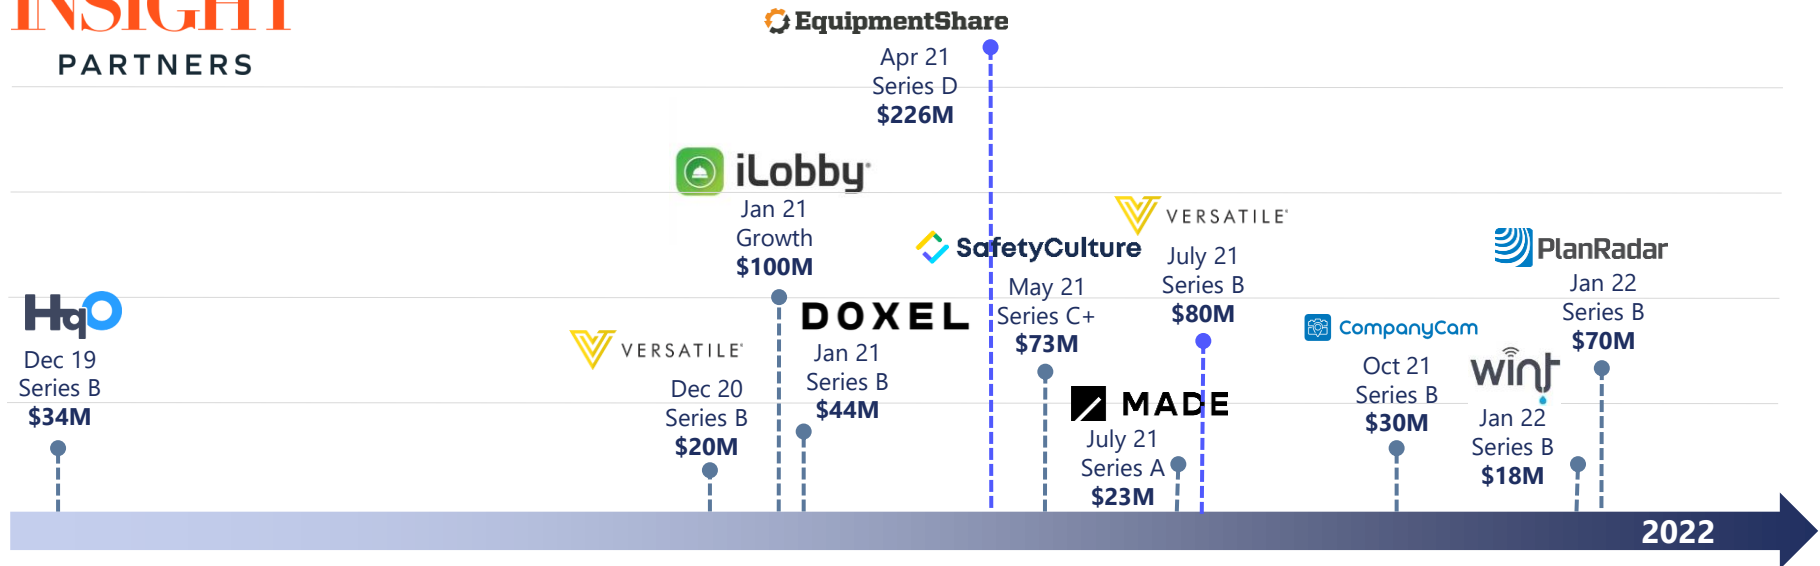 INSIGHT
PARTNERS
EquipmentShare
Apr 21
Series D
$226M
iLobby®
Jan 21
Growth
$100M
VERSATILE
July 21
Series B
$80M
SafetyCulture
May 21
Series C+
$73M
PlanRadar
Jan 22
Series B
$70M
HqO
Dec 19
Series B
$34M
VERSATILE
Dec 20
Series B
$20M
DOXEL
Jan 21
Series B
$44M
MADE
July 21
Series A
$23M
CompanyCam
Oct 21
Series B
$30M
wint
Jan 22
Series B
$18M
2022